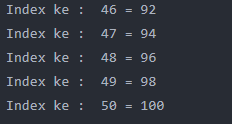 Index ke :  46 = 92
Index ke :  47 = 94
Index ke :  48 = 96
Index ke :  49 = 98
Index ke :  50 = 100